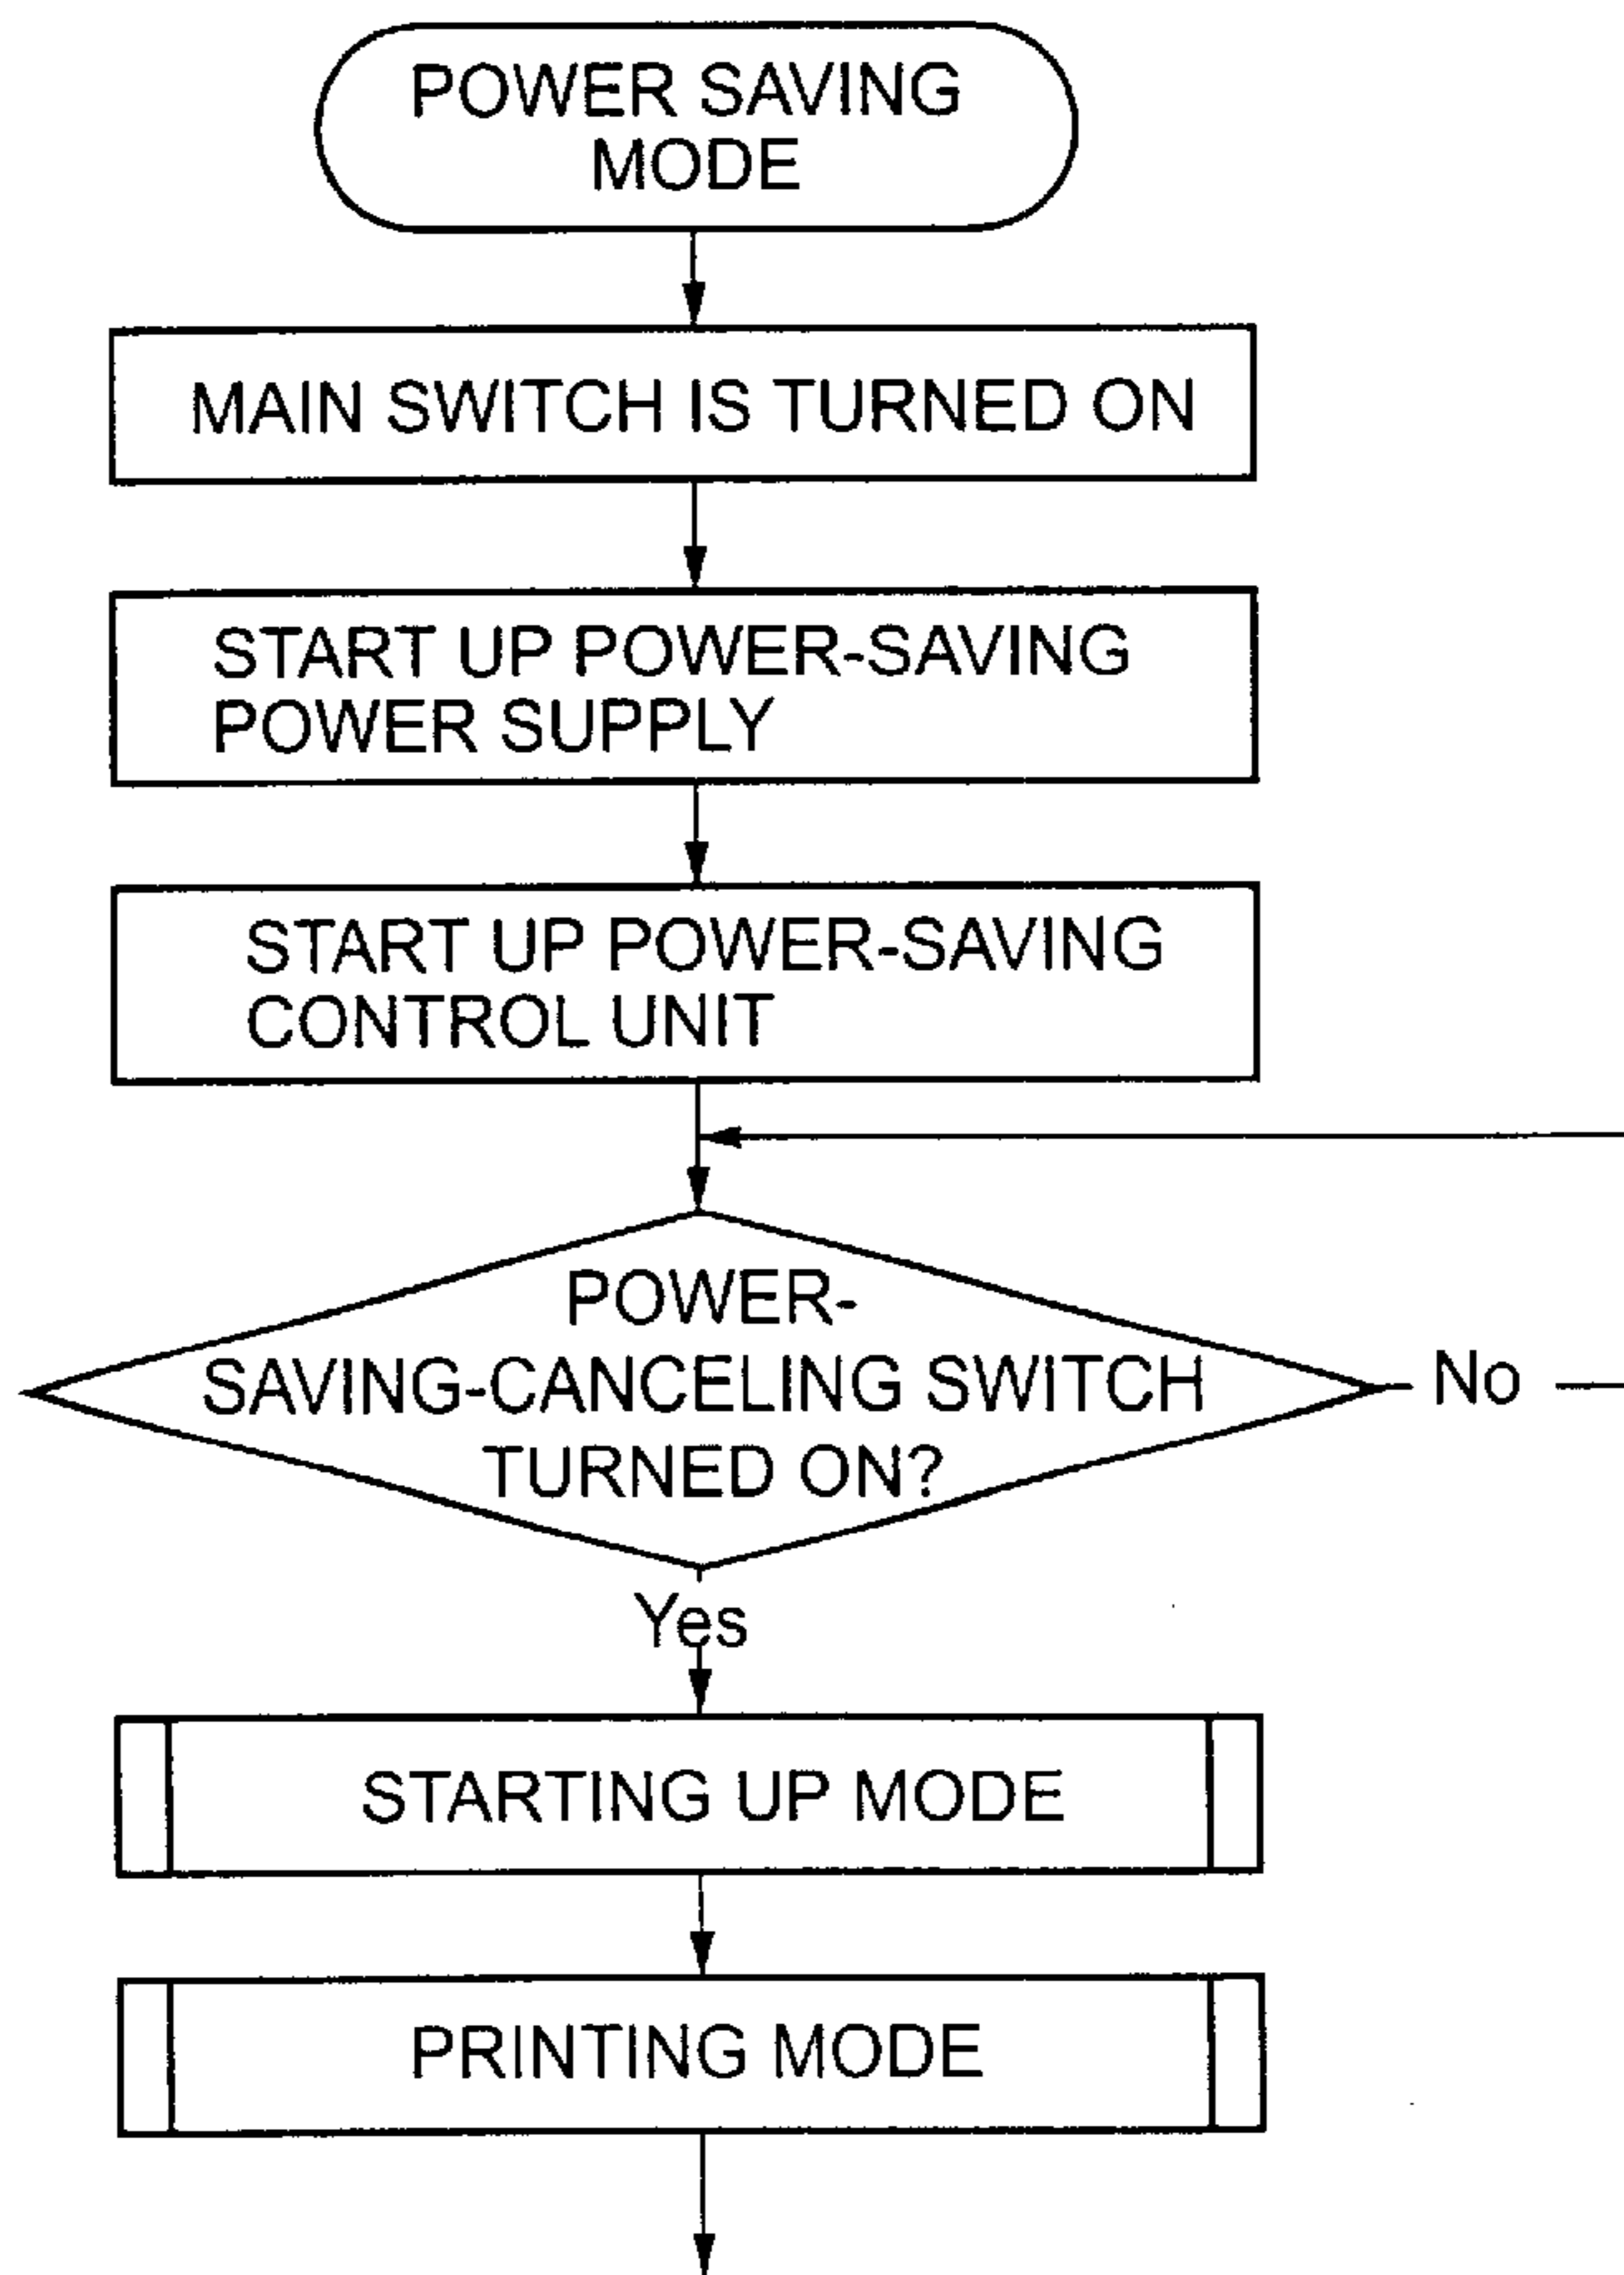 POWER SAVING
MODE
MAIN SWITCH IS TURNED ON
START UP POWER-SAVING
POWER SUPPLY
START UP POWER-SAVING
CONTROL UNIT
POWER-
SAVING-CANCELING SWITCH
TURNED ON?
No
Yes
STARTING UP MODE
PRINTING MODE